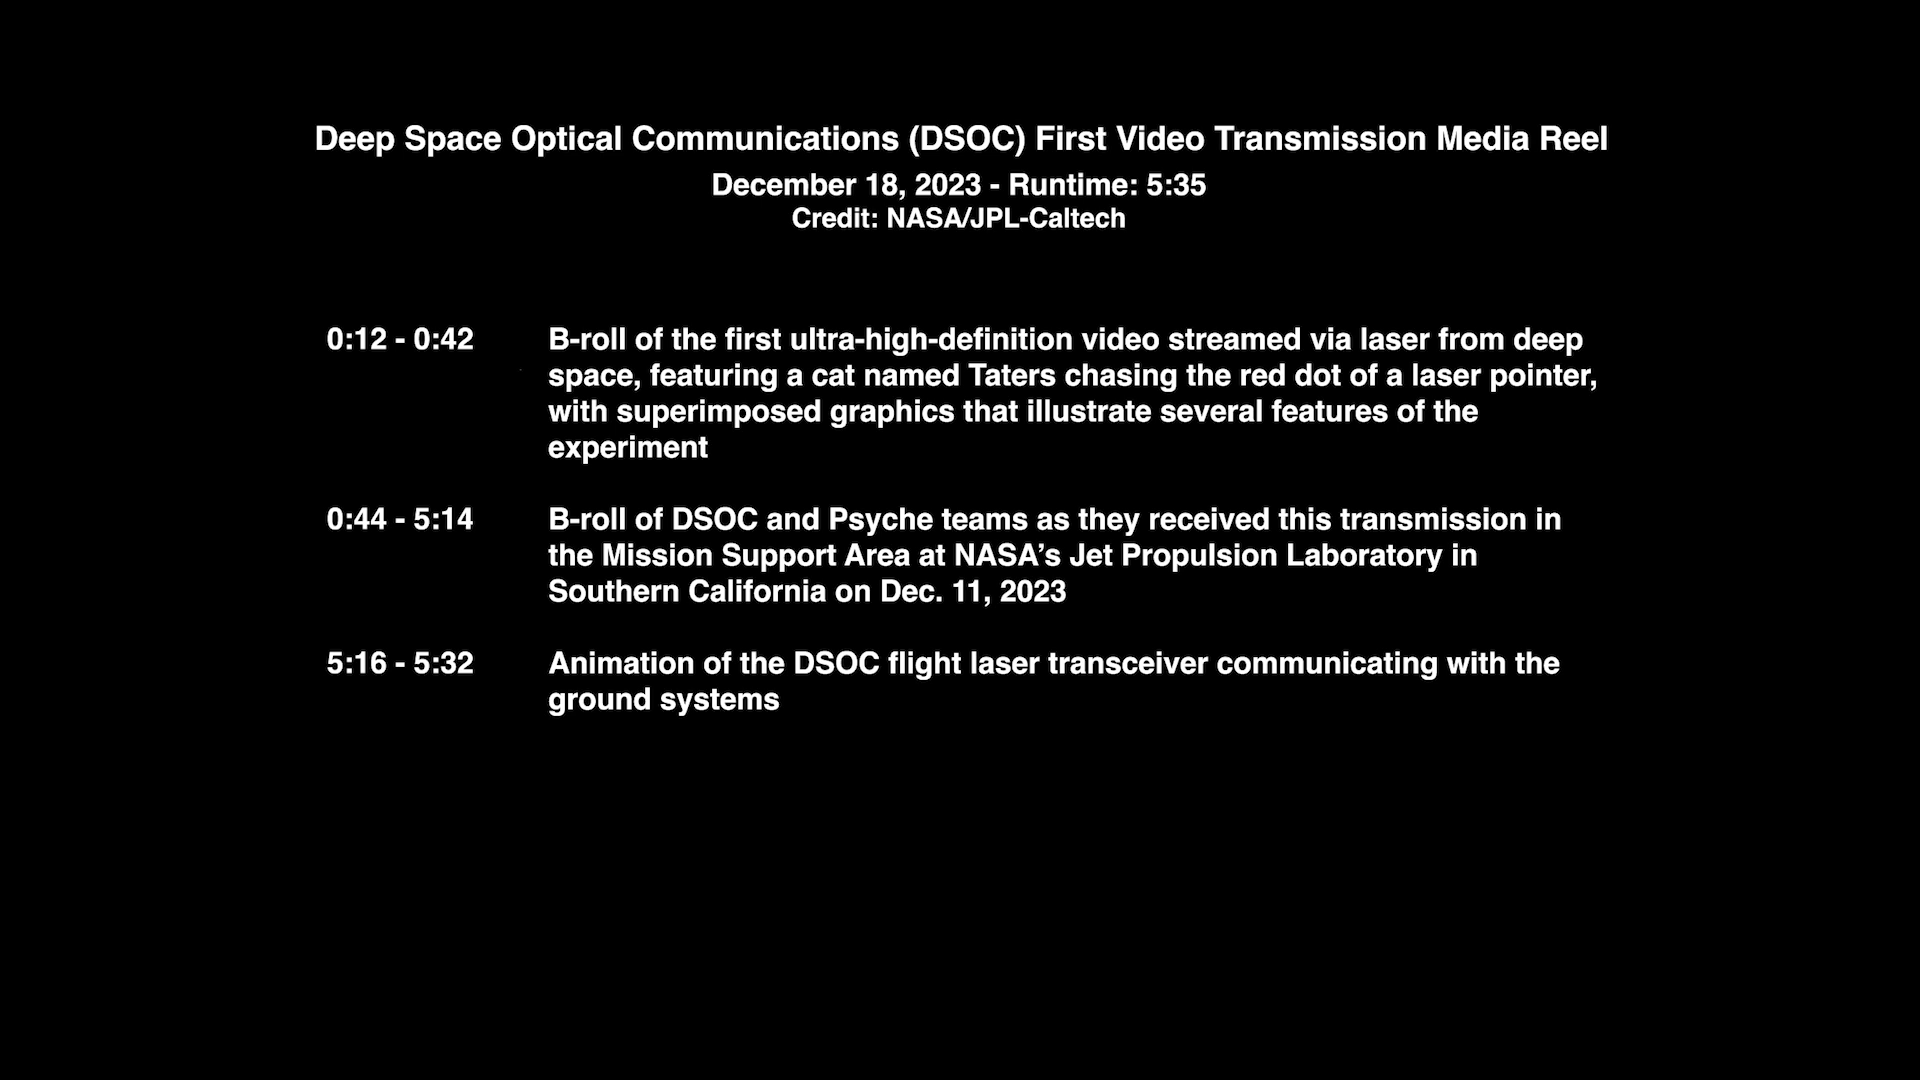 Deep Space Optical Communications (DSOC) First Video Transmission Media Reel
December 18, 2023 - Runtime: 5:35
Credit: NASA/JPL-Caltech
0:12 - 0:42 B-roll of the first ultra-high-definition video streamed via laser from deep
space, featuring a cat named Taters chasing the red dot of a laser pointer,
with superimposed graphics that illustrate several features of the
experiment
0:44 - 5:14 B-roll of DSOC and Psyche teams as they received this transmission in
the Mission Support Area at NASA’s Jet Propulsion Laboratory in
Southern California on Dec. 11, 2023
5:16 - 5:32 Animation of the DSOC flight laser transceiver communicating with the
ground systems